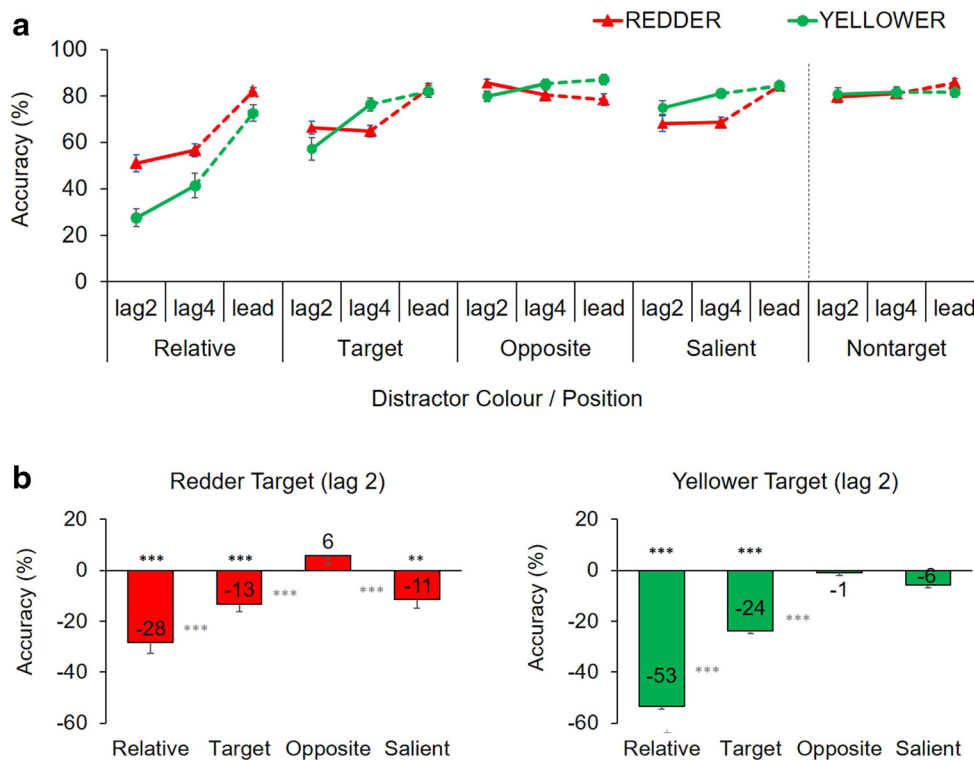 a
REDDER YELLOWER
Accuracy (%)
100
80
60
40
20
0
lag2 lag4 lead lag2 lag4 lead lag2 lag4 lead lag2 lag4 lead lag2 lag4 lead
Relative Target Opposite Salient Nontarget
Distractor Colour / Position
b
Redder Target (lag 2)
Accuracy (%)
20
0
-20
-40
-60
*** *** 6 **
-28 *** -13 *** *** -11
Relative Target Opposite Salient
Yellower Target (lag 2)
Accuracy (%)
20
0
-20
-40
-60
*** ***
-53 *** -24 *** -1 -6
Relative Target Opposite Salient